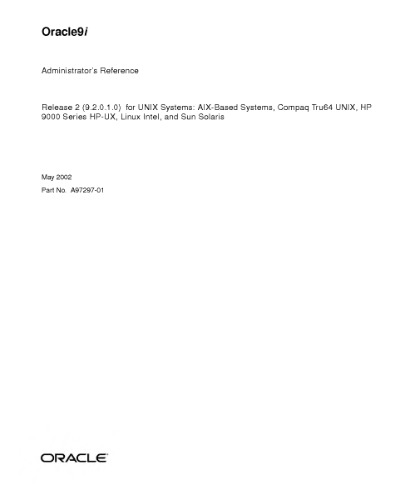 Oracle9i
Administrator's Reference
Release 2 (9.2.0.1.0) for UNIX Systems: AIX-Based Systems, Compaq Tru64 UNIX, HP
9000 Series HP-UX, Linux Intel, and Sun Solaris
May 2002
Part No. A97297-01
ORACLE